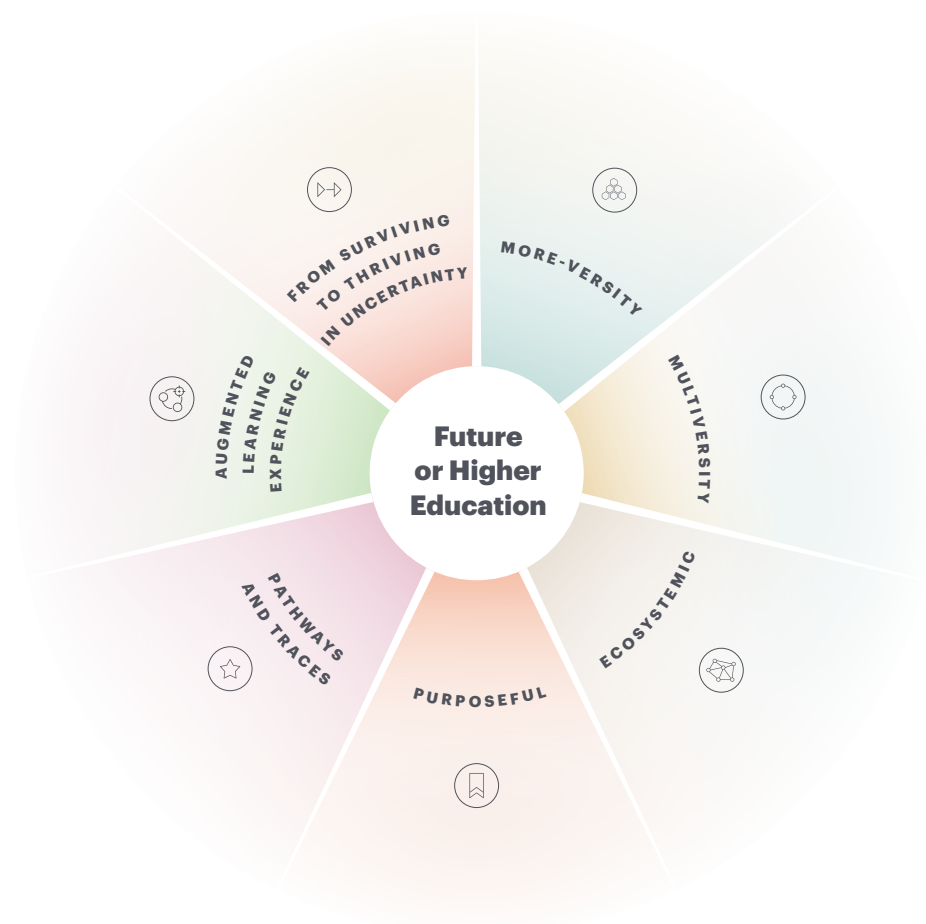 FROM SURVIVING
TO THRIVING
IN UNCERTAINTY
MORE-VERSITY
MULTIVERSITY
ECOSYSTEMIC
PURPOSEFUL
PATHWAYS
AND TRACES
AUGMENTED
LEARNING
EXPERIENCE
Future
or Higher
Education